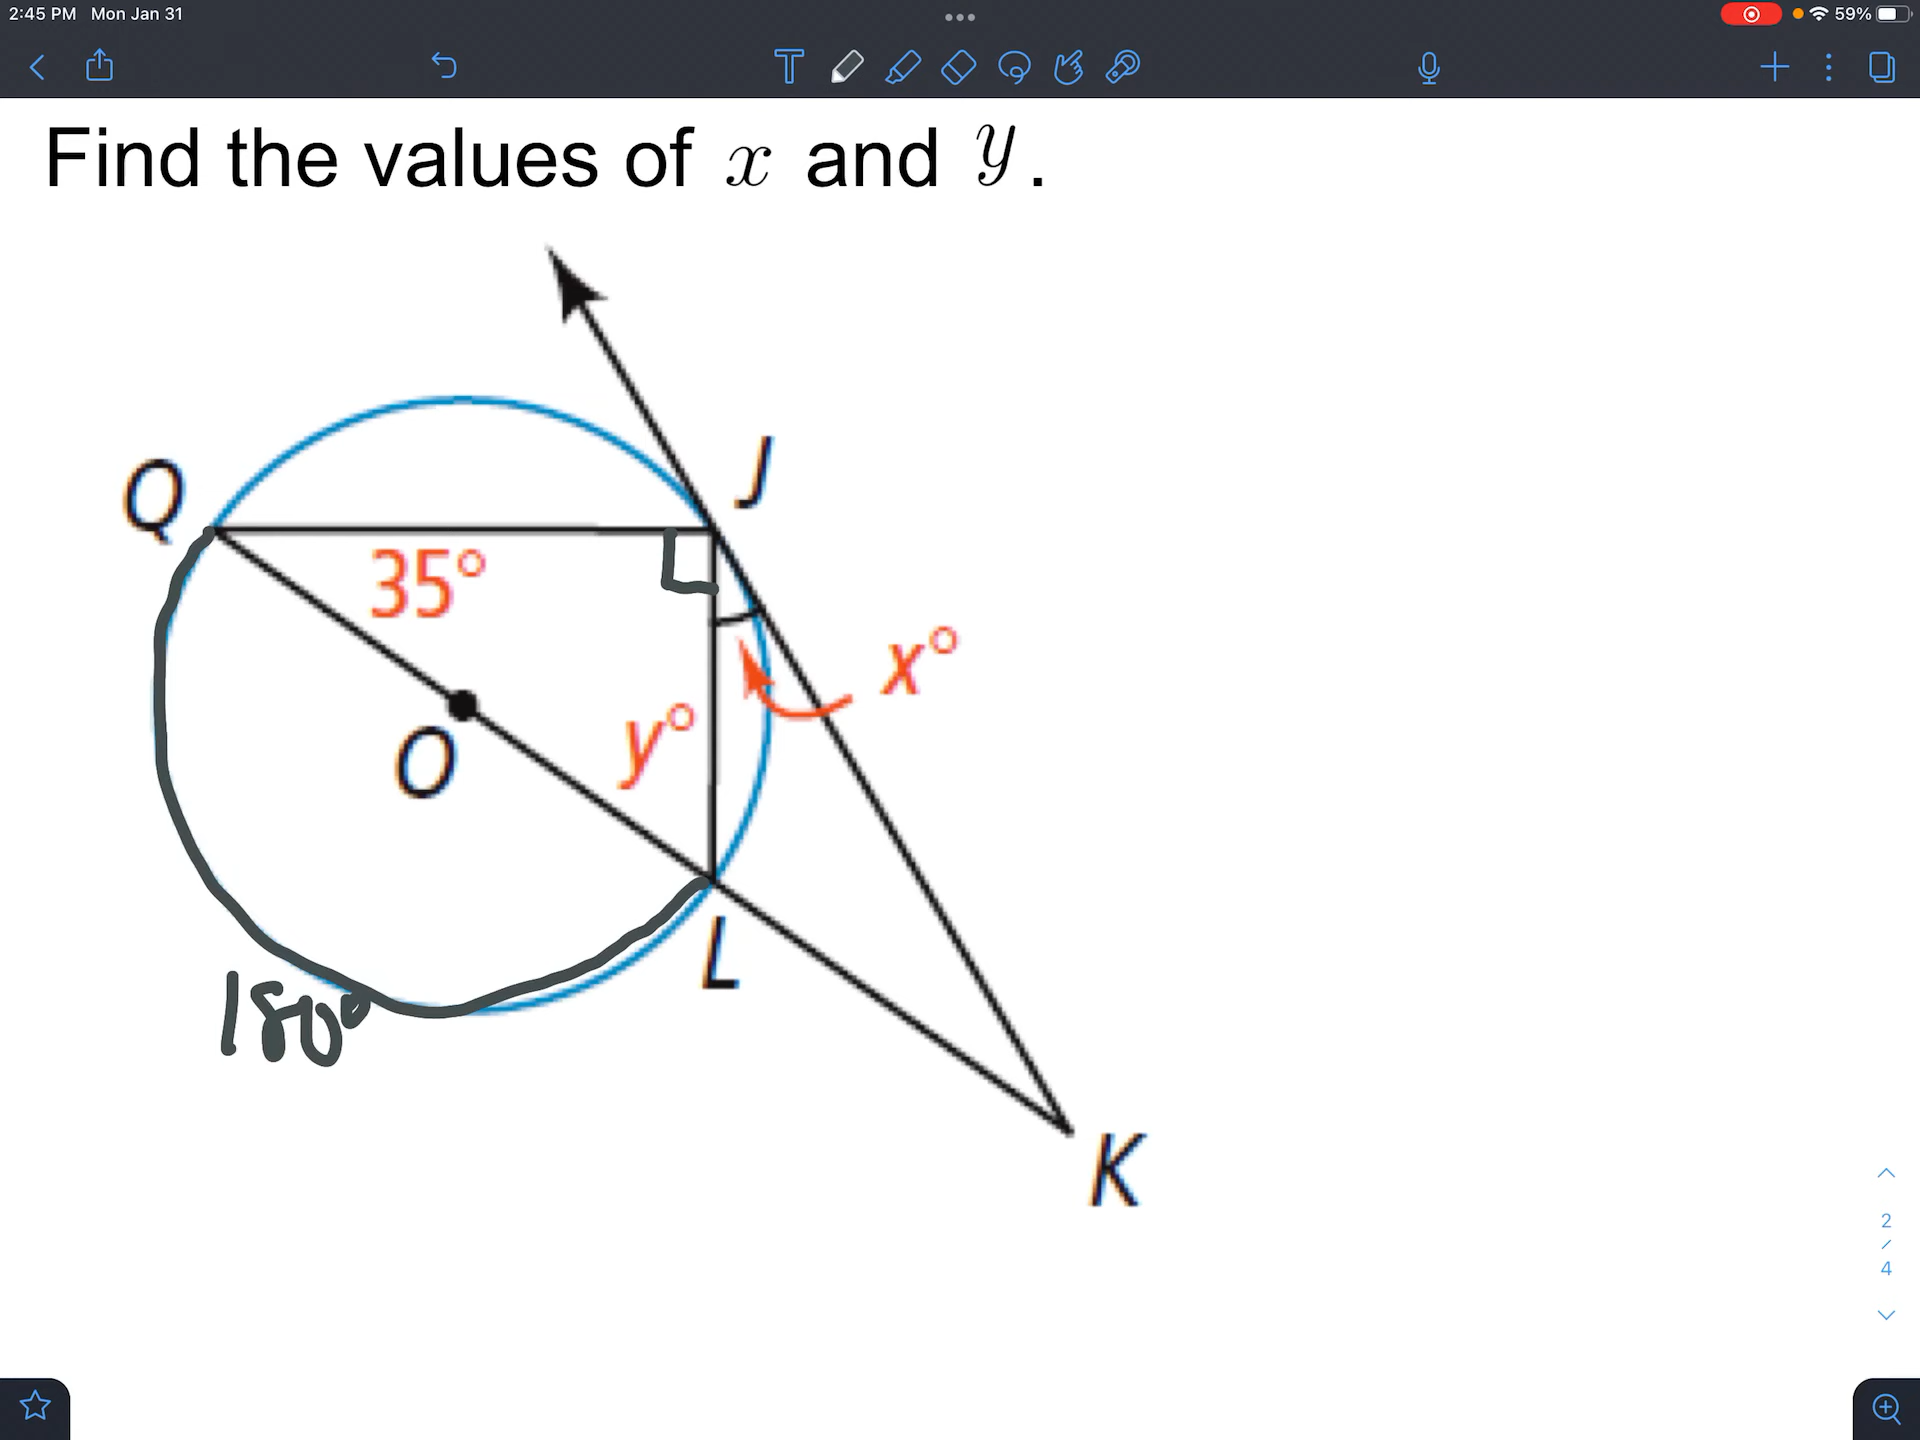 2:45 PM Mon Jan 31
59%
Find the values of x and y.
J
Q
35°
x°
y°
O
L
180°
K
2
/
4